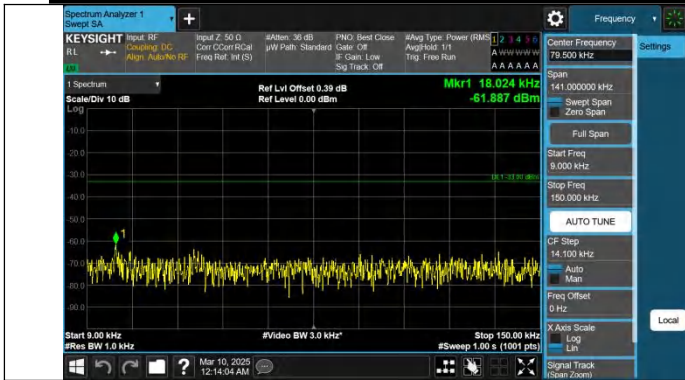 Spectrum Analyzer 1
Swept SA
+
Frequency
KEYSIGHT Input: RF Input Z: 50 Ω #Atten: 36 dB PNO: Best Close #Avg Type: Power (RMS) 1 2 3 4 5 6
RL Coupling: DC Corr CCorr RCal µW Path: Standard Gate: Off Avg|Hold: 1/1 A W W W W W
Align: Auto/No RF Freq Ref: Int (S) IF Gain: Low Trig: Free Run
Sig Track: Off A A A A A A
1 Spectrum
Scale/Div 10 dB
Ref Lvl Offset 0.39 dB
Ref Level 0.00 dBm
Mkr1 18.024 kHz
-61.887 dBm
Log
-10.0
-20.0
-30.0
-40.0
-50.0
-60.0
-70.0
-80.0
-90.0
1
Start 9.00 kHz
#Res BW 1.0 kHz
#Video BW 3.0 kHz*
Stop 150.00 kHz
#Sweep 1.00 s (1001 pts)
Mar 10, 2025
12:14:04 AM
?
Center Frequency
79.500 kHz
Settings
Span
141.000000 kHz
Swept Span
Zero Span
Full Span
Start Freq
9.000 kHz
Stop Freq
150.000 kHz
AUTO TUNE
CF Step
14.100 kHz
Auto
Man
Freq Offset
0 Hz
X Axis Scale
Log
Lin
Signal Track
(Span Zoom)
Local